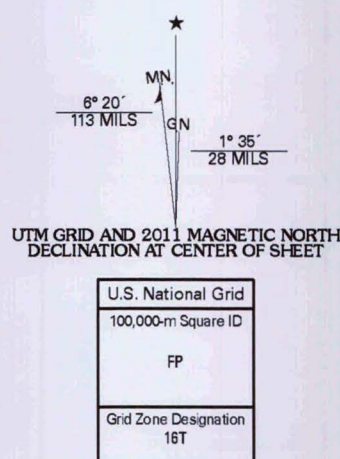 MN
6° 20´
113 MILS
GN
1° 35´
28 MILS
UTM GRID AND 2011 MAGNETIC NORTH
DECLINATION AT CENTER OF SHEET
U.S. National Grid
100,000-m Square ID
FP
Grid Zone Designation
16T